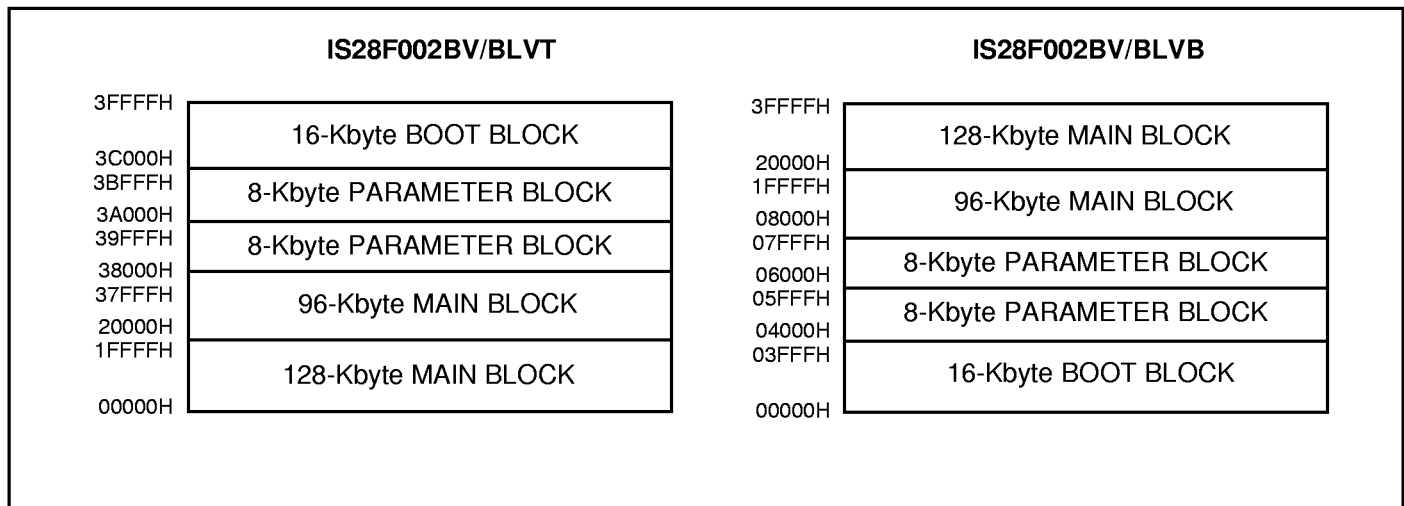 IS28F002BV/BLVT
3FFFFH
16-Kbyte BOOT BLOCK
3C000H
3BFFFH
8-Kbyte PARAMETER BLOCK
3A000H
39FFFH
8-Kbyte PARAMETER BLOCK
38000H
37FFFH
96-Kbyte MAIN BLOCK
20000H
1FFFFH
128-Kbyte MAIN BLOCK
00000H
IS28F002BV/BLVB
3FFFFH
128-Kbyte MAIN BLOCK
20000H
1FFFFH
96-Kbyte MAIN BLOCK
08000H
07FFFH
8-Kbyte PARAMETER BLOCK
06000H
05FFFH
8-Kbyte PARAMETER BLOCK
04000H
03FFFH
16-Kbyte BOOT BLOCK
00000H